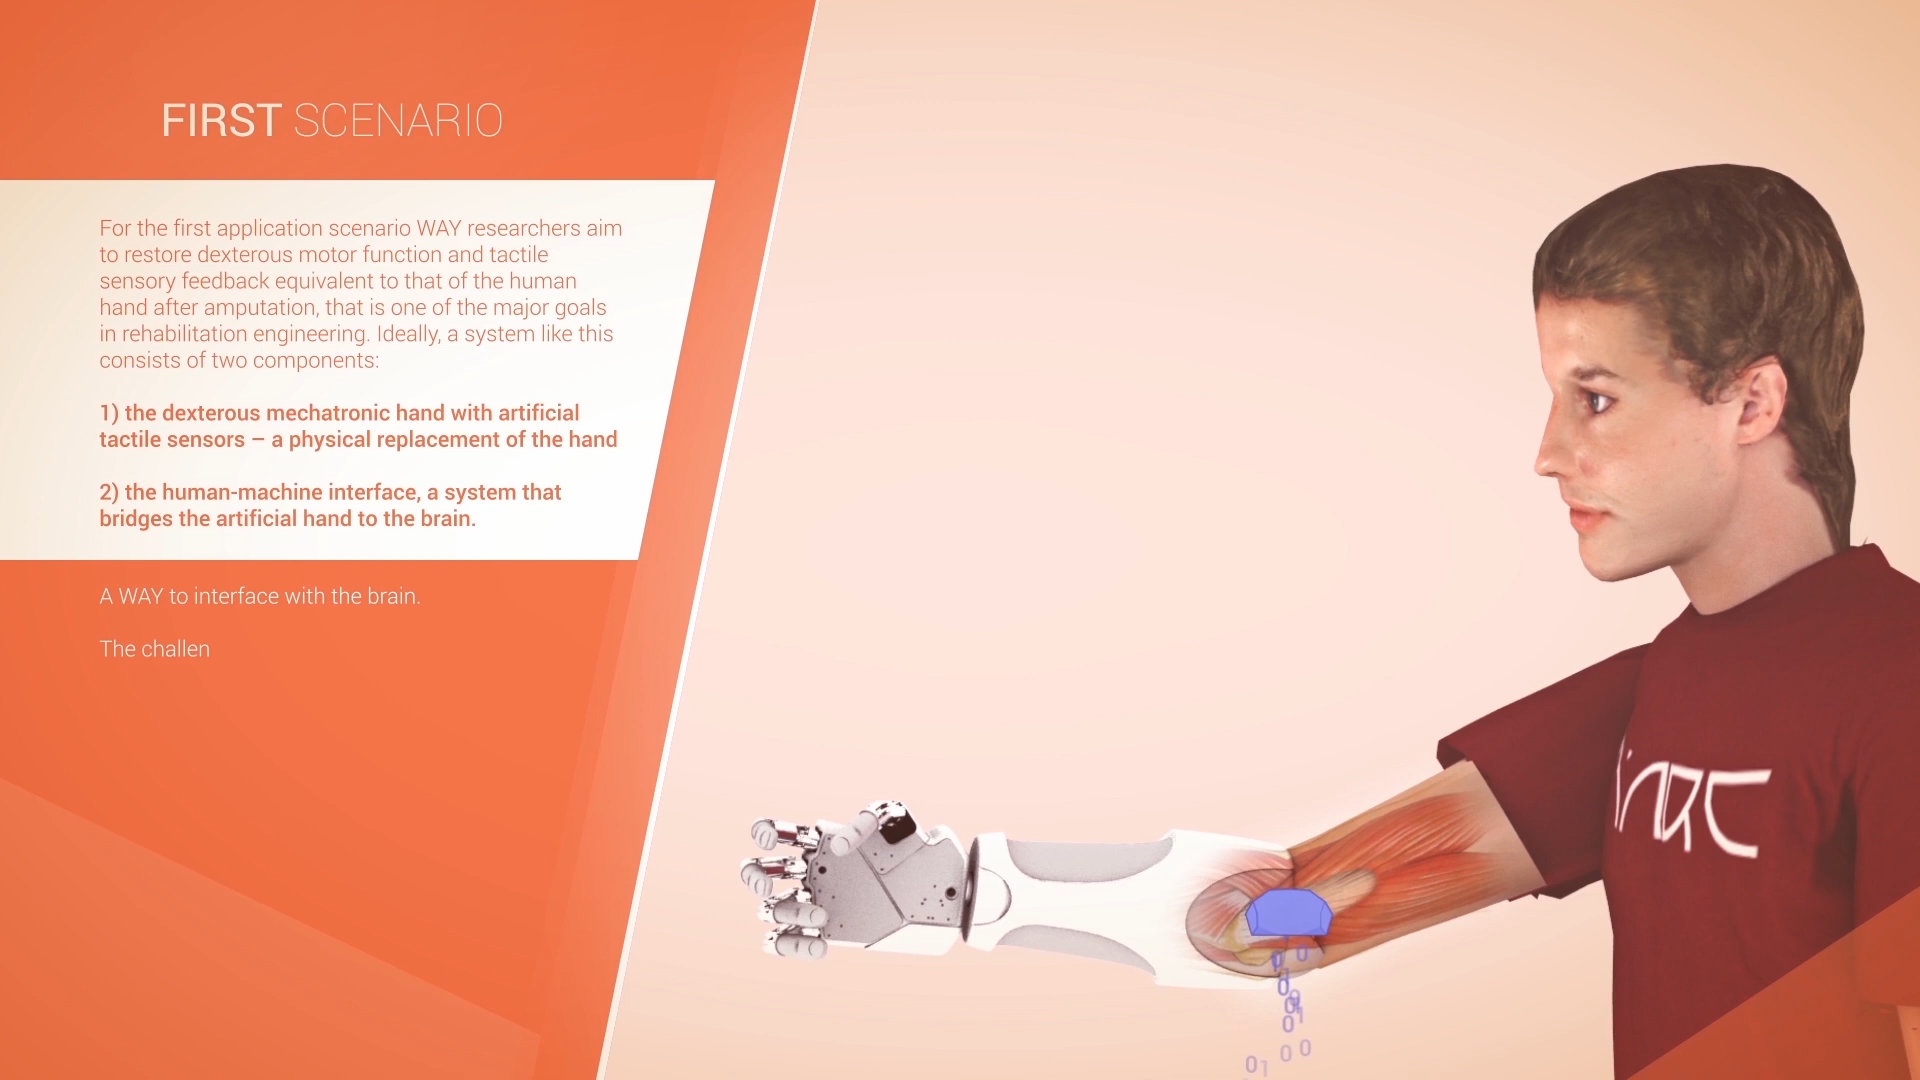 FIRST SCENARIO
For the first application scenario WAY researchers aim
to restore dexterous motor function and tactile
sensory feedback equivalent to that of the human
hand after amputation, that is one of the major goals
in rehabilitation engineering. Ideally, a system like this
consists of two components:
1) the dexterous mechatronic hand with artificial
tactile sensors – a physical replacement of the hand
2) the human-machine interface, a system that
bridges the artificial hand to the brain.
A WAY to interface with the brain.
The challen